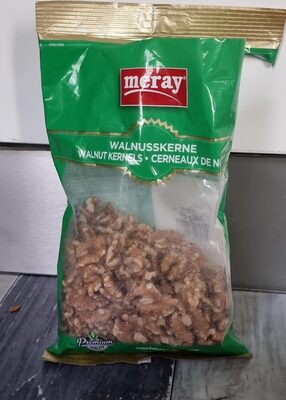 meray
WALNUSSKERNE
WALNUT KERNELS • CERNEAUX DE N
Premium